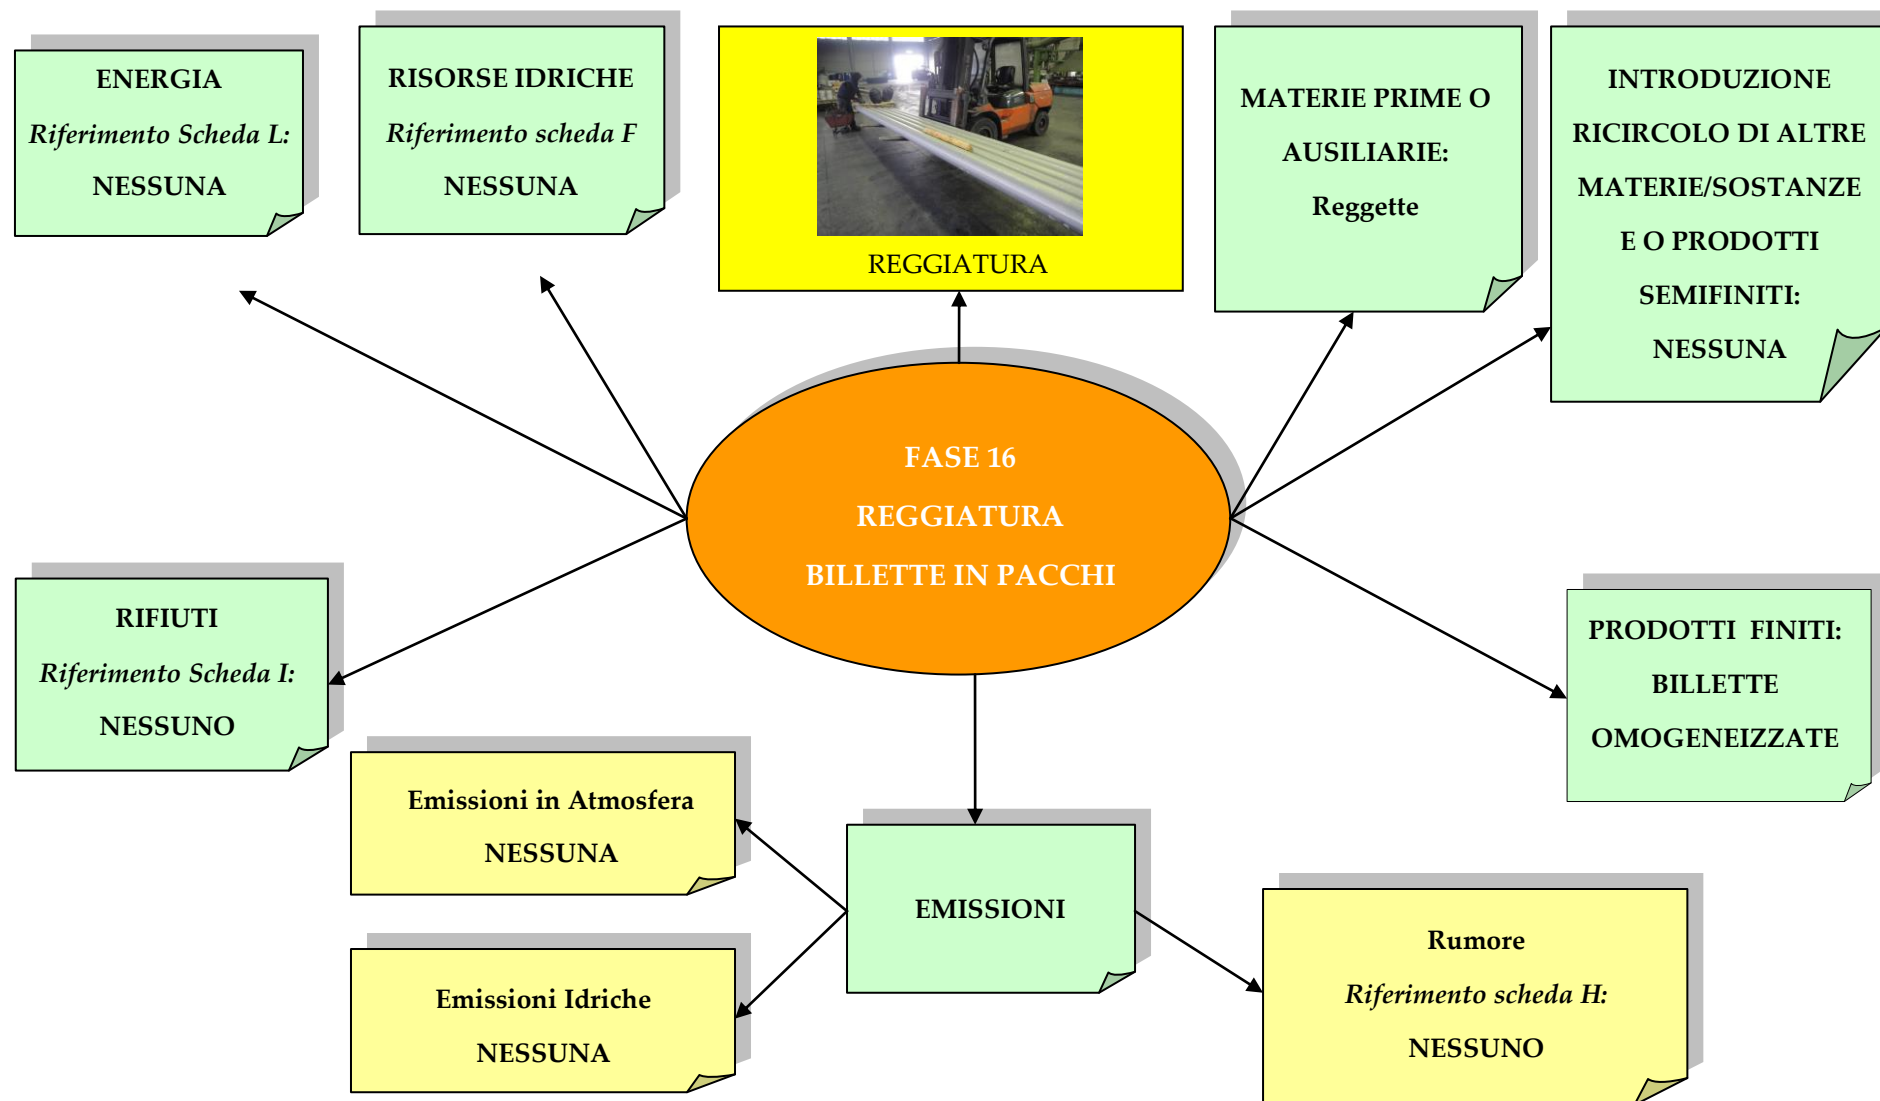 ENERGIA
Riferimento Scheda L:
NESSUNA
RISORSE IDRICHE
Riferimento scheda F
NESSUNA
REGGIATURA
MATERIE PRIME O
AUSILIARIE:
Reggette
INTRODUZIONE
RICIRCOLO DI ALTRE
MATERIE/SOSTANZE
E O PRODOTTI
SEMIFINITI:
NESSUNA
FASE 16
REGGIATURA
BILLETTE IN PACCHI
RIFIUTI
Riferimento Scheda I:
NESSUNO
PRODOTTI FINITI:
BILLETTE
OMOGENEIZZATE
Emissioni in Atmosfera
NESSUNA
EMISSIONI
Emissioni Idriche
NESSUNA
Rumore
Riferimento scheda H:
NESSUNO